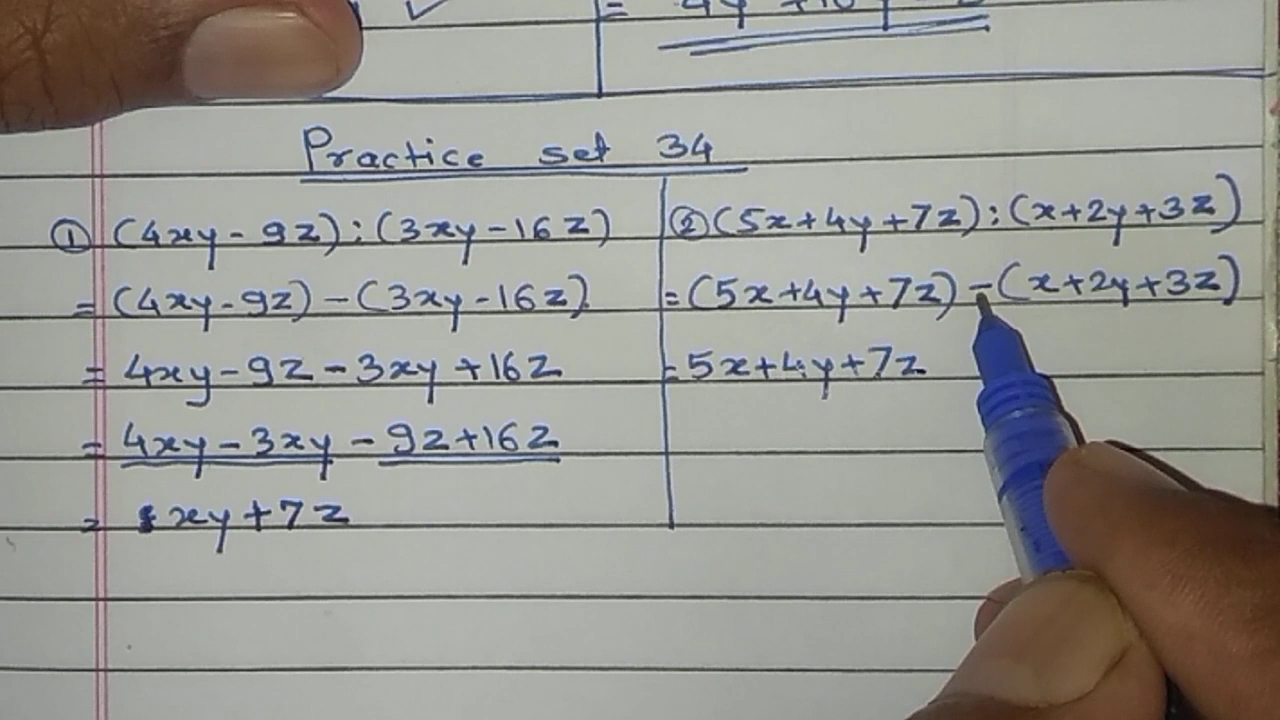 Practice set 34
① (4xy-9z);(3xy-16z)
= (4xy-9z)-(3xy-16z)
= 4xy-9z-3xy+16z
= 4xy-3xy-9z+16z
= xy+7z
② (5x+4y+7z);(x+2y+3z)
= (5x+4y+7z)-(x+2y+3z)
= 5x+4y+7z